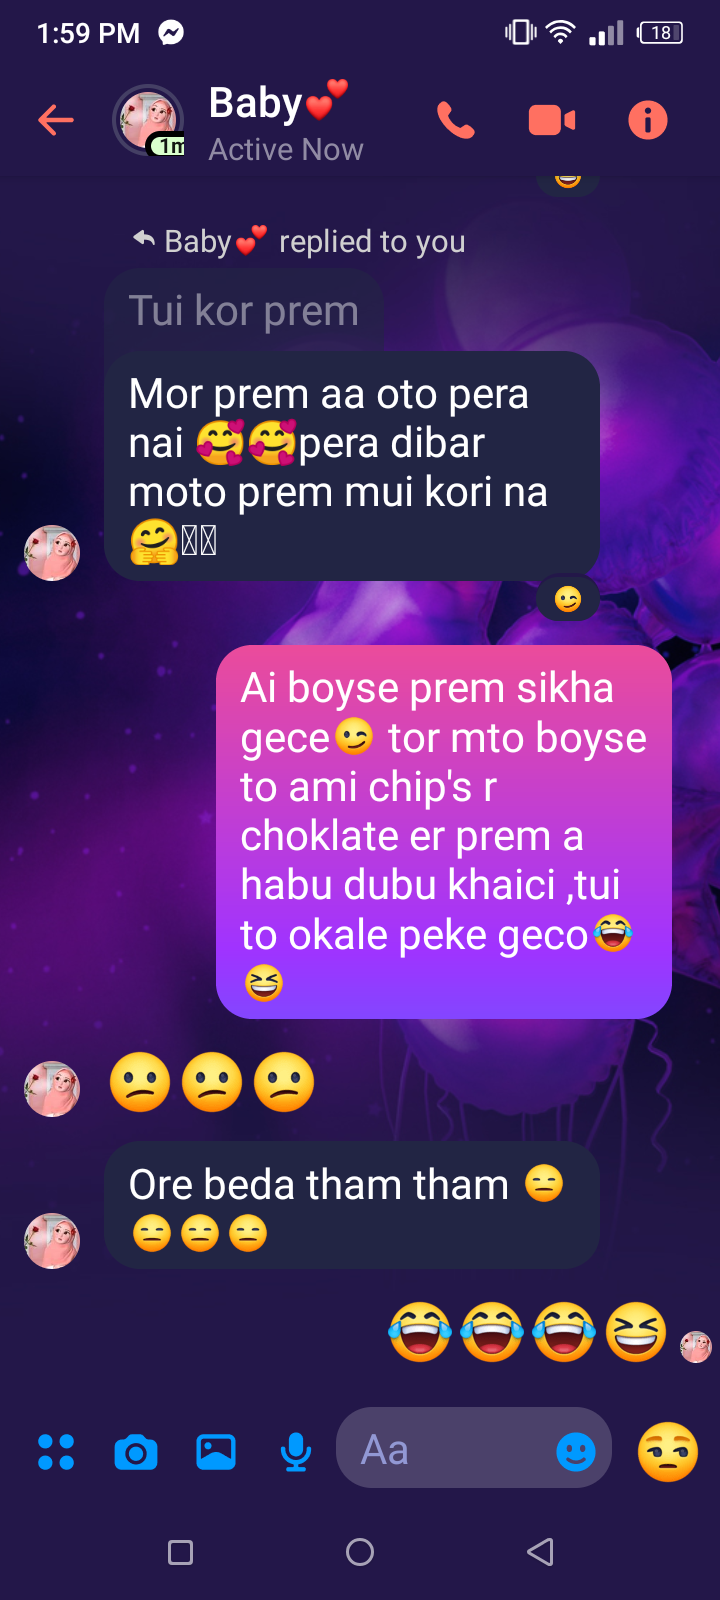 1:59 PM
18
Baby💕
1m
Active Now
Baby💕 replied to you
Tui kor prem
Mor prem aa oto pera
nai 🥰🥰pera dibar
moto prem mui kori na
🤗
😉
Ai boyse prem sikha
gece😉 tor mto boyse
to ami chip's r
choklate er prem a
habu dubu khaici ,tui
to okale peke geco😂
😆
😕😕😕
Ore beda tham tham 😑
😑😑😑
😂😂😂😆
Aa